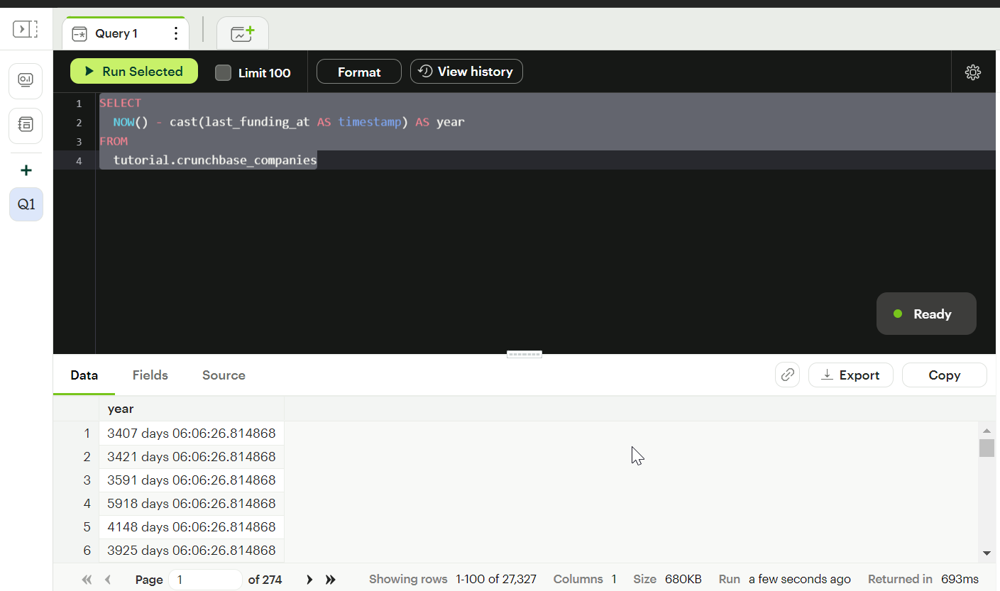 Query 1
Run Selected Limit 100 Format View history
1 SELECT
2 NOW() - cast(last_funding_at AS timestamp) AS year
3 FROM
4 tutorial.crunchbase_companies
Q1
Ready
Data Fields Source Export Copy
year
1 3407 days 06:06:26.814868
2 3421 days 06:06:26.814868
3 3591 days 06:06:26.814868
4 5918 days 06:06:26.814868
5 4148 days 06:06:26.814868
6 3925 days 06:06:26.814868
Page 1 of 274 Showing rows 1-100 of 27,327 Columns 1 Size 680KB Run a few seconds ago Returned in 693ms